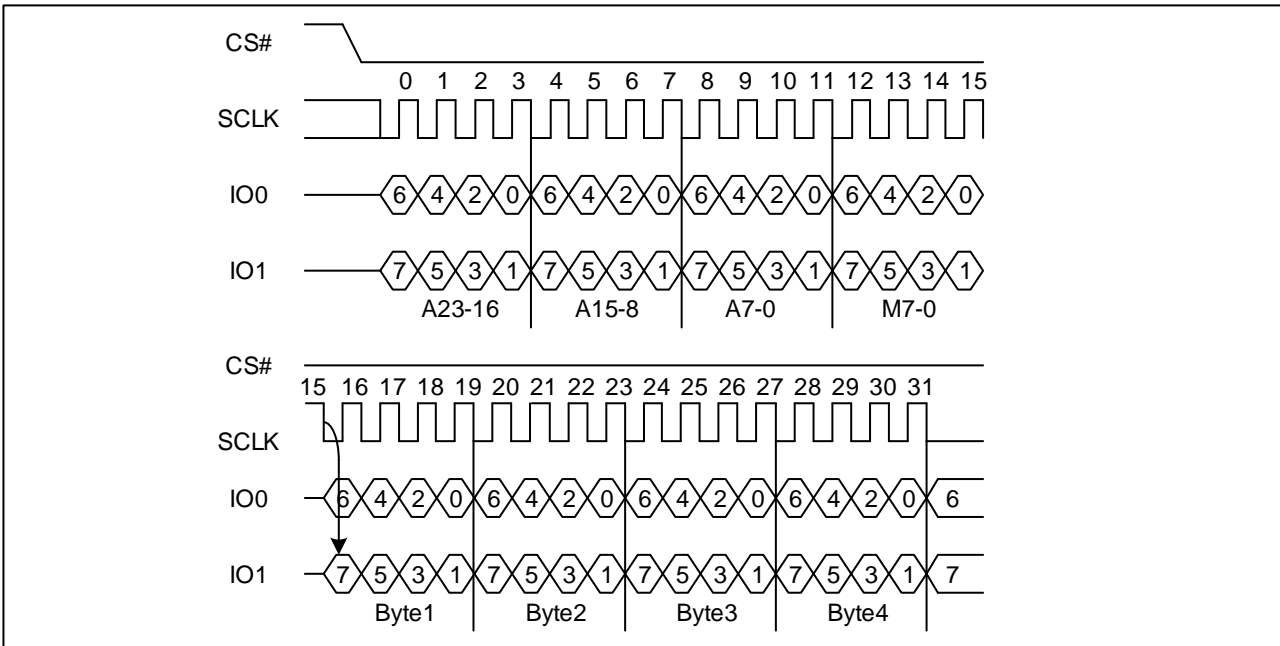 CS#
0 1 2 3 4 5 6 7 8 9 10 11 12 13 14 15
SCLK
IO0 6 4 2 0 6 4 2 0 6 4 2 0 6 4 2 0
IO1 7 5 3 1 7 5 3 1 7 5 3 1 7 5 3 1
A23-16 A15-8 A7-0 M7-0
CS#
15 16 17 18 19 20 21 22 23 24 25 26 27 28 29 30 31
SCLK
IO0 6 4 2 0 6 4 2 0 6 4 2 0 6 4 2 0 6
IO1 7 5 3 1 7 5 3 1 7 5 3 1 7 5 3 1 7
Byte1 Byte2 Byte3 Byte4